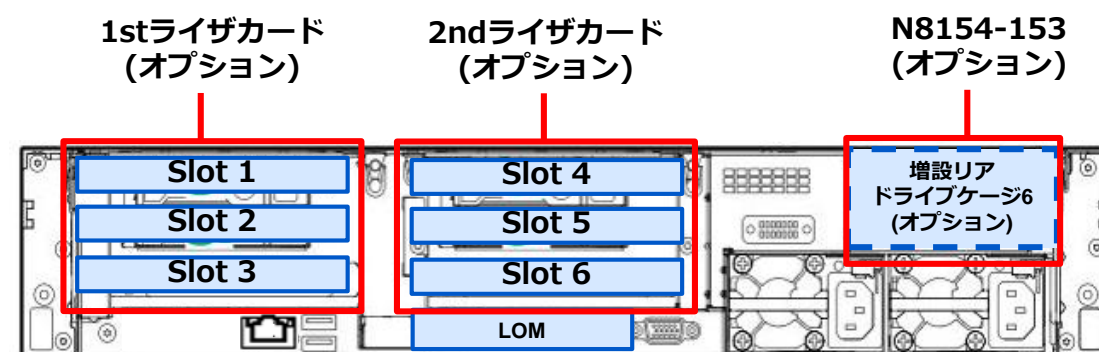 1stライザカード
(オプション)
2ndライザカード
(オプション)
N8154-153
(オプション)
Slot 1
Slot 2
Slot 3
Slot 4
Slot 5
Slot 6
LOM
増設リア
ドライブケージ6
(オプション)